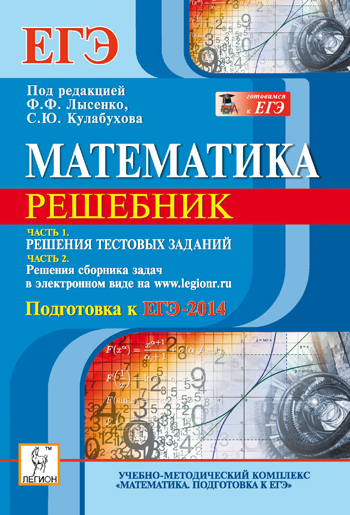 ЕГЭ
Под редакцией
Ф.Ф. Лысенко,
С.Ю. Кулабухова
готовимся
к ЕГЭ
МАТЕМАТИКА
РЕШЕБНИК
ЧАСТЬ 1.
РЕШЕНИЯ ТЕСТОВЫХ ЗАДАНИЙ
ЧАСТЬ 2.
Решения сборника задач
в электронном виде на www.legionr.ru
Подготовка к ЕГЭ-2014
УЧЕБНО-МЕТОДИЧЕСКИЙ КОМПЛЕКС
«МАТЕМАТИКА. ПОДГОТОВКА К ЕГЭ»
ЛЕГИОН
TM